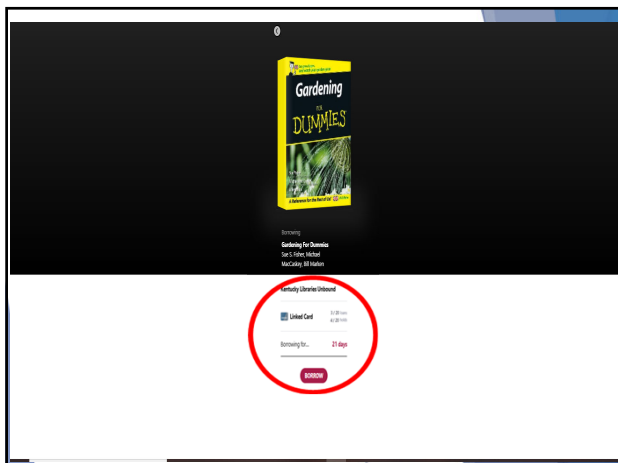 Gardening
FOR
DUMMIES
A Reference for the Rest of Us!
Borrowing
Gardening For Dummies
Sue S. Fisher, Michael
MacCaskey, Bill Marken
Kentucky Libraries Unbound
Linked Card
Borrowing for...
21 days
BORROW